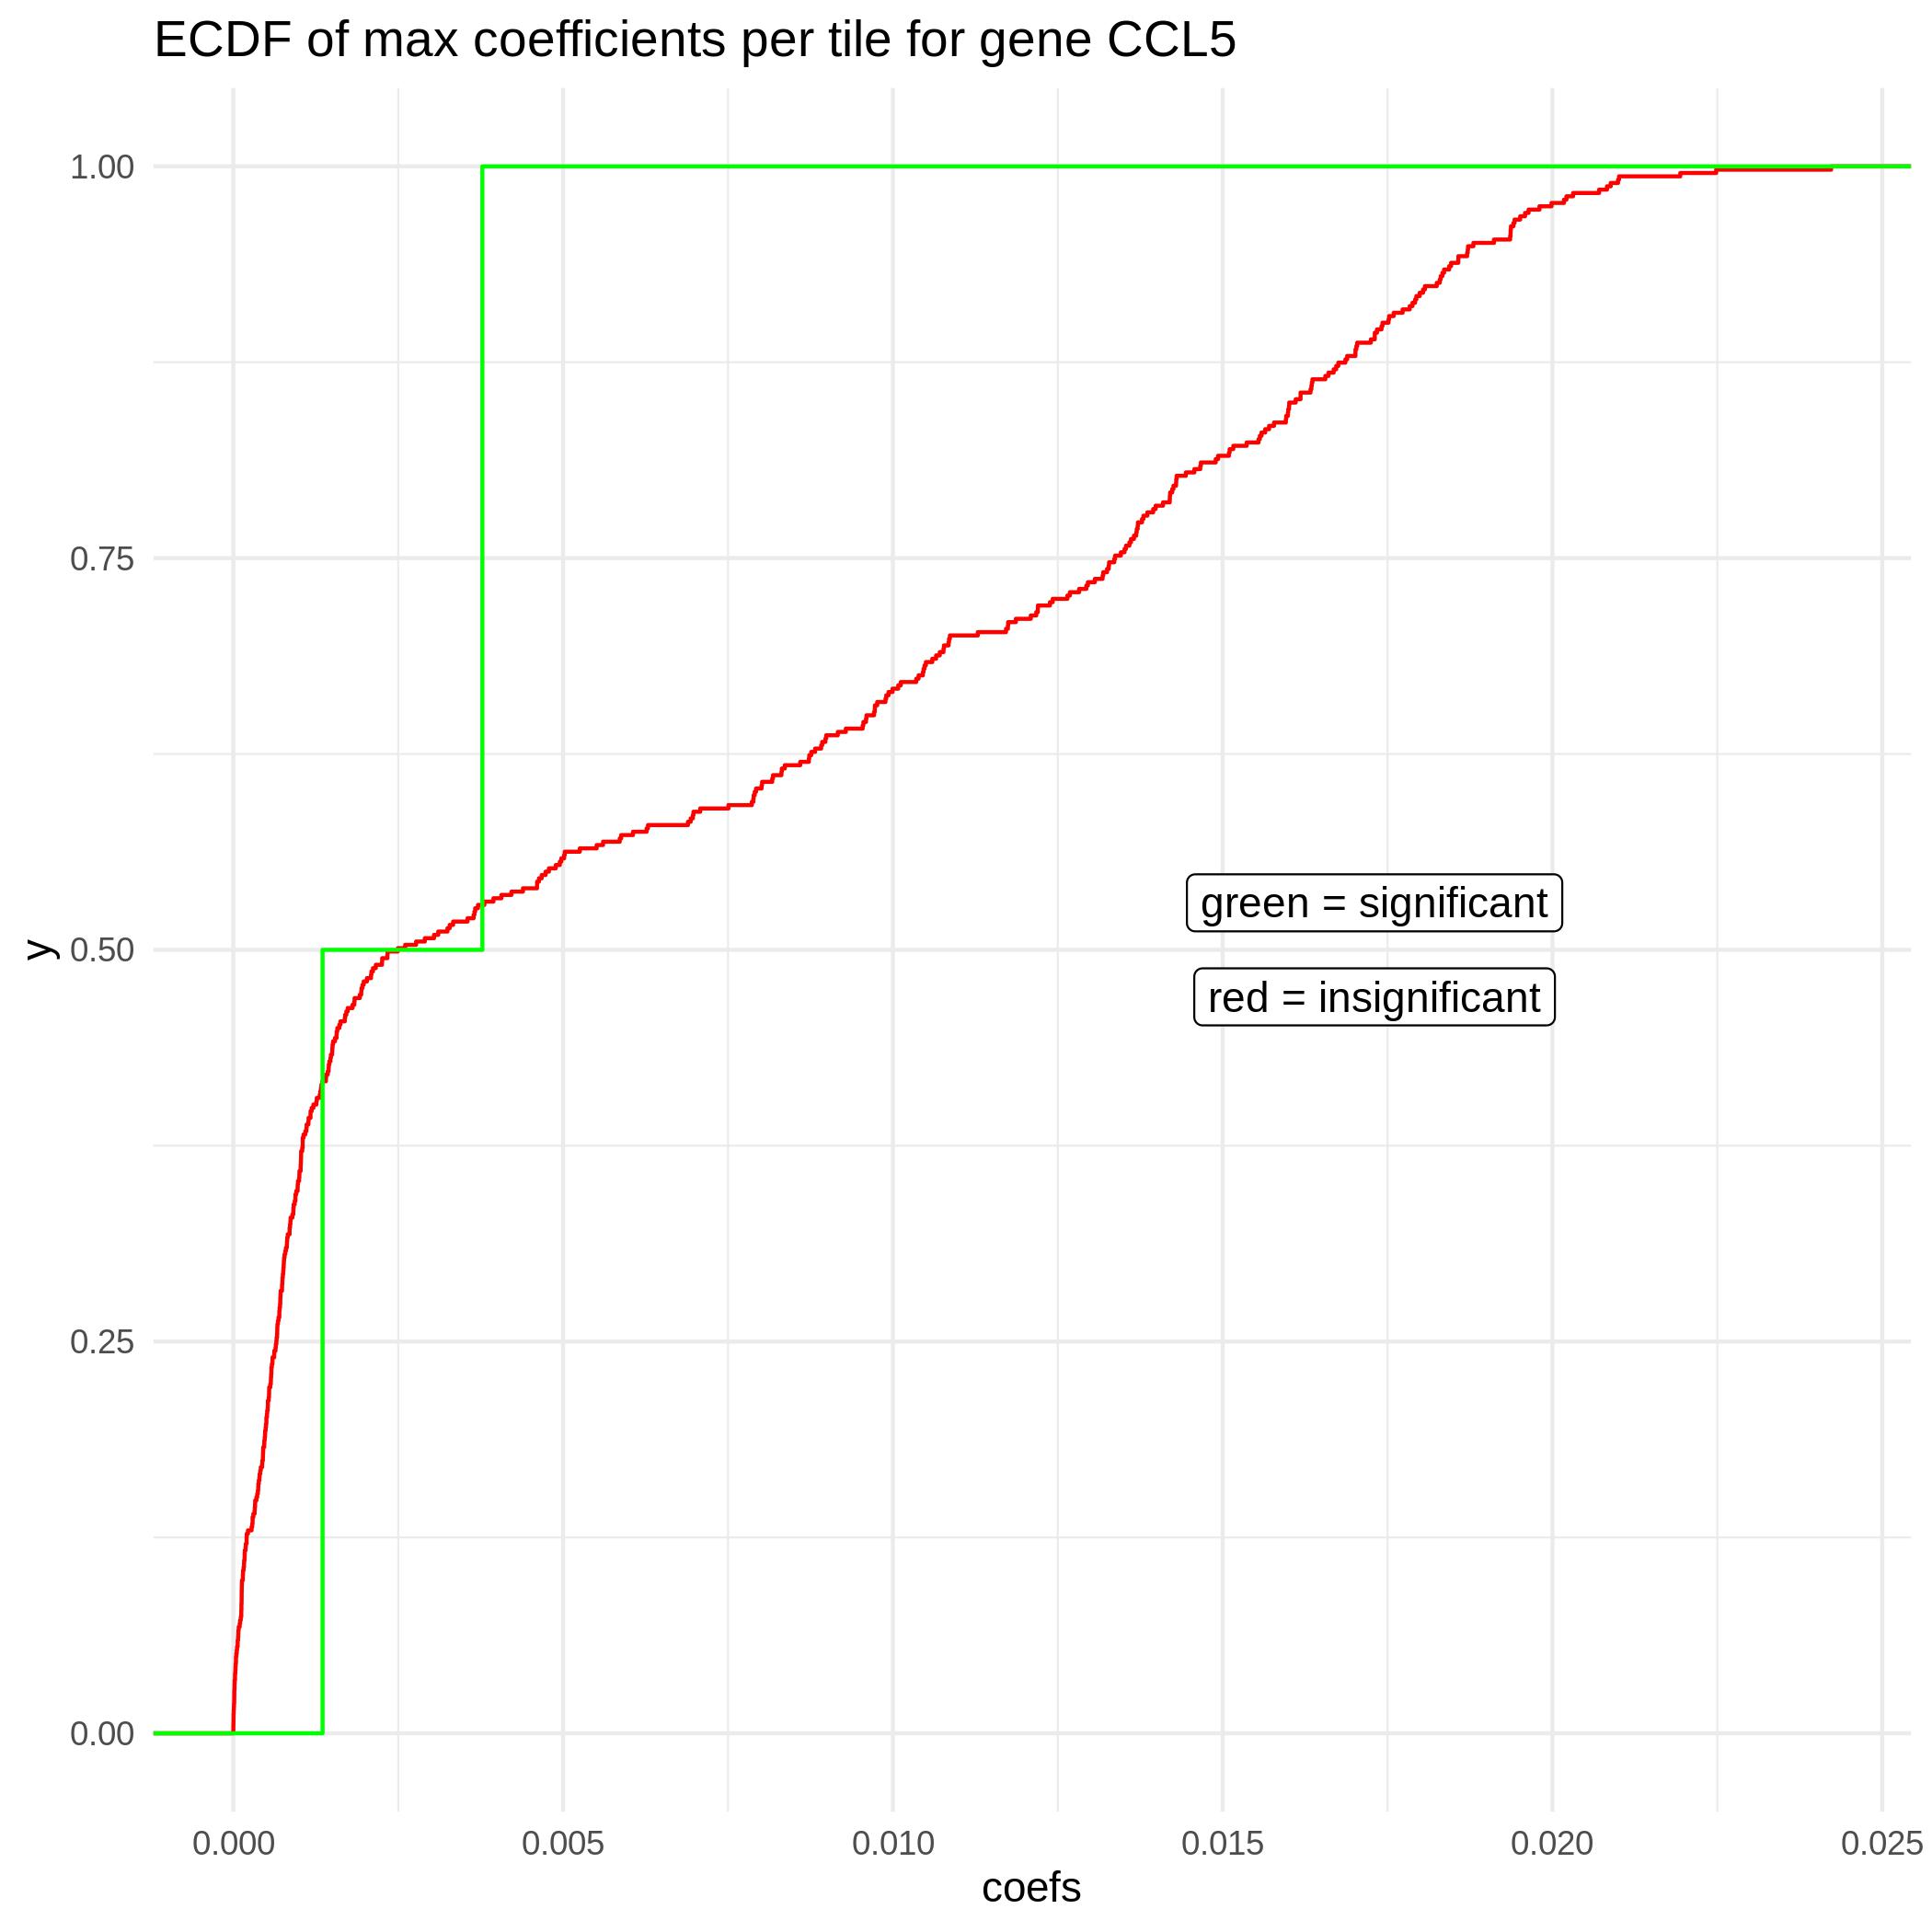 ECDF of max coefficients per tile for gene CCL5
1.00
0.75
0.50
0.25
0.00
y
green = significant
red = insignificant
0.000 0.005 0.010 0.015 0.020 0.025
coefs